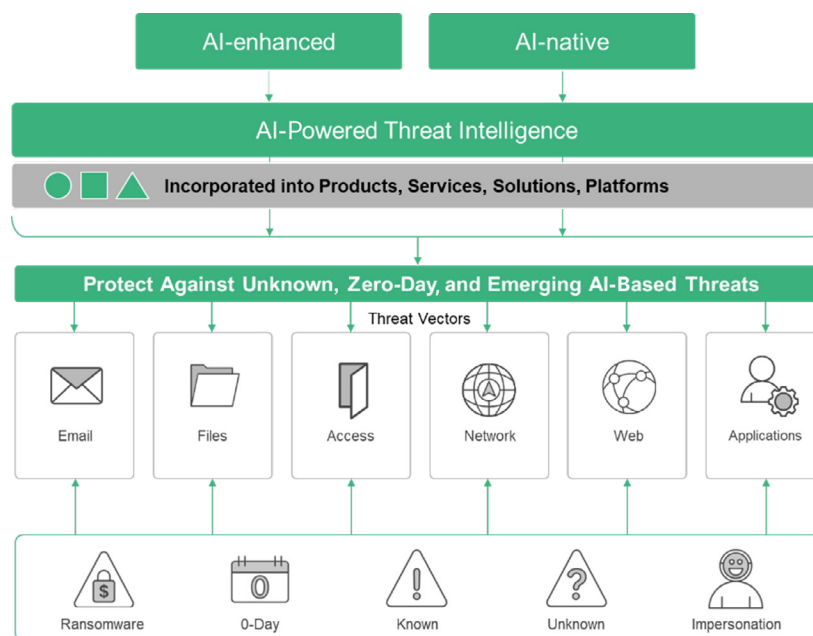 AI-enhanced
AI-native
AI-Powered Threat Intelligence
Incorporated into Products, Services, Solutions, Platforms
Protect Against Unknown, Zero-Day, and Emerging AI-Based Threats
Threat Vectors
Email
Files
Access
Network
Web
Applications
$
0
!
?
Ransomware
0-Day
Known
Unknown
Impersonation